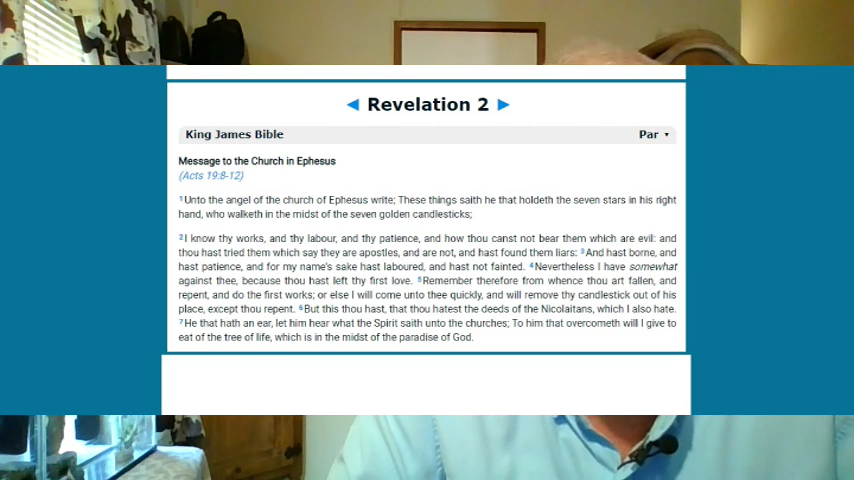 ◄ Revelation 2 ►
King James Bible Par ▼
Message to the Church in Ephesus
(Acts 19:8-12)
1Unto the angel of the church of Ephesus write; These things saith he that holdeth the seven stars in his right
hand, who walketh in the midst of the seven golden candlesticks;
2I know thy works, and thy labour, and thy patience, and how thou canst not bear them which are evil: and
thou hast tried them which say they are apostles, and are not, and hast found them liars: 3And hast borne, and
hast patience, and for my name's sake hast laboured, and hast not fainted. 4Nevertheless I have somewhat
against thee, because thou hast left thy first love. 5Remember therefore from whence thou art fallen, and
repent, and do the first works; or else I will come unto thee quickly, and will remove thy candlestick out of his
place, except thou repent. 6But this thou hast, that thou hatest the deeds of the Nicolaitans, which I also hate.
7He that hath an ear, let him hear what the Spirit saith unto the churches; To him that overcometh will I give to
eat of the tree of life, which is in the midst of the paradise of God.